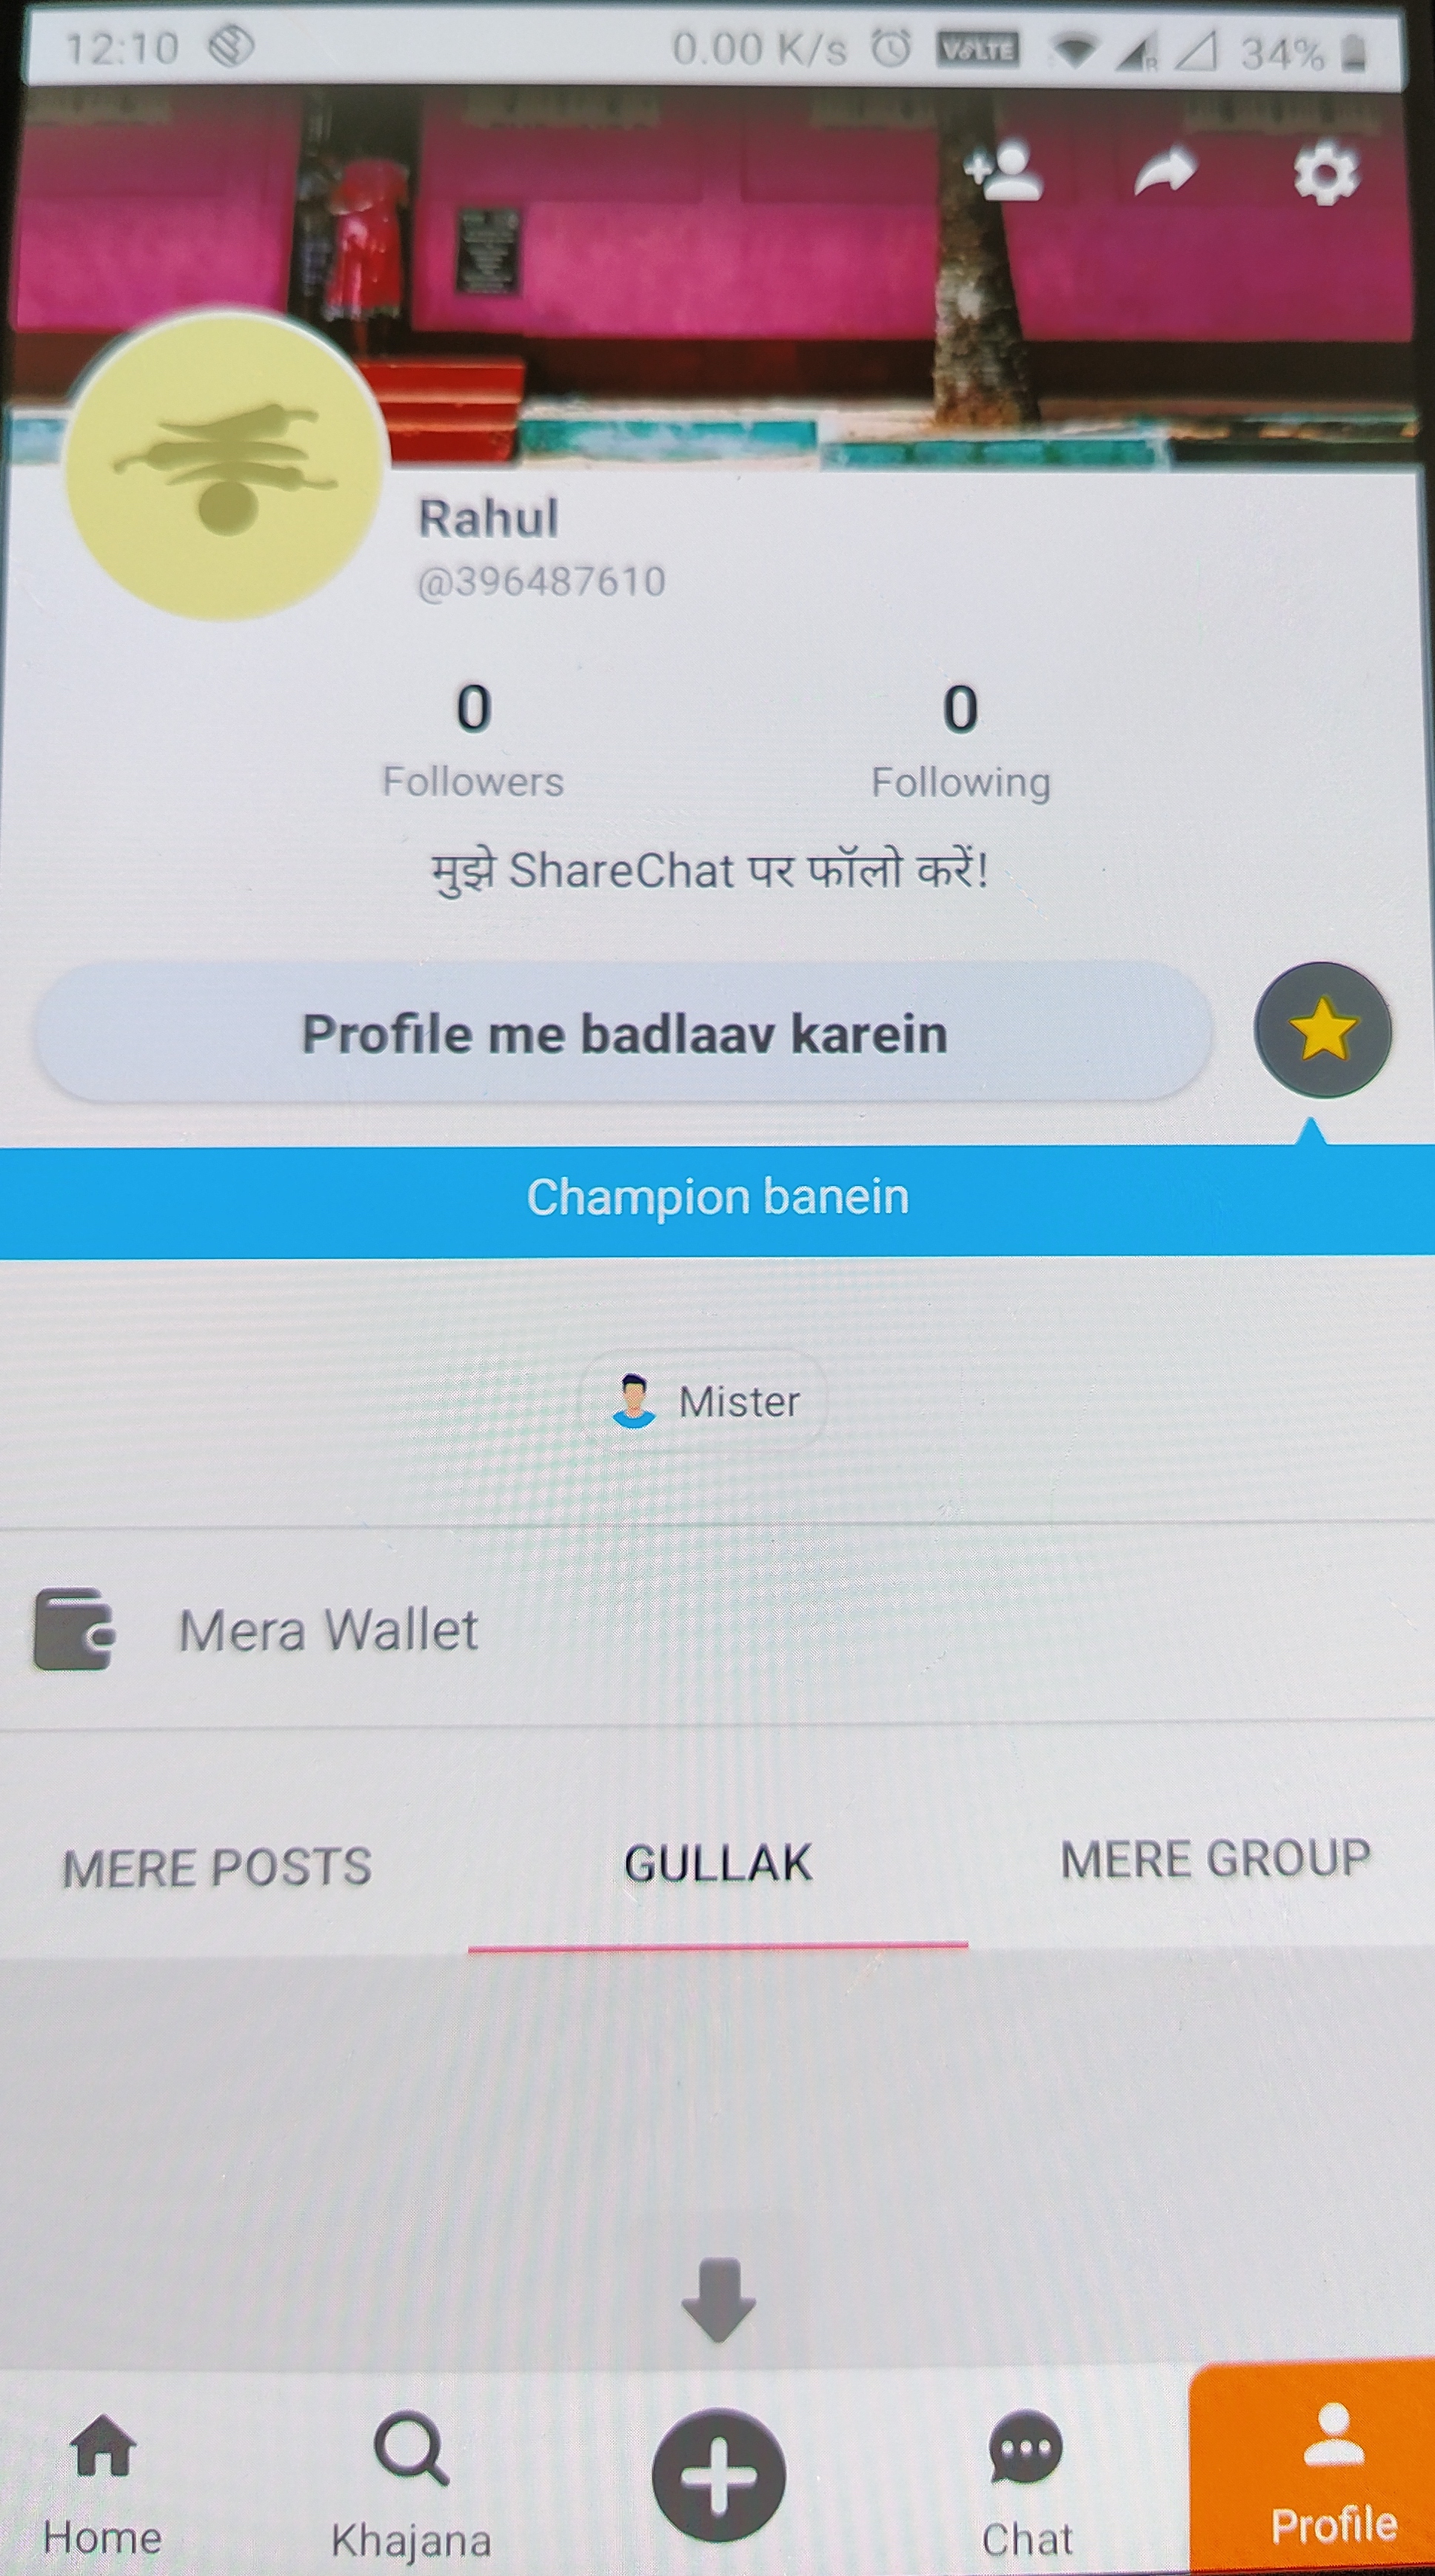 12:10 0.00 K/s VoLTE R 34%
Rahul
@396487610
0 0
Followers Following
मुझे ShareChat पर फॉलो करें!
Profile me badlaav karein
Champion banein
Mister
Mera Wallet
MERE POSTS GULLAK MERE GROUP
Home Khajana Chat Profile